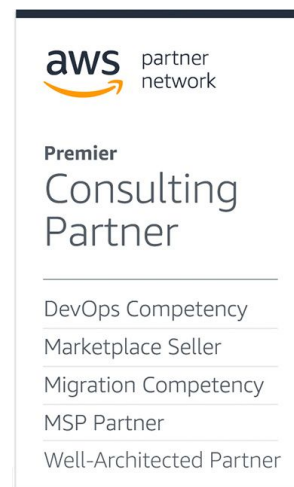 aws
partner
network
Premier
Consulting
Partner
DevOps Competency
Marketplace Seller
Migration Competency
MSP Partner
Well-Architected Partner